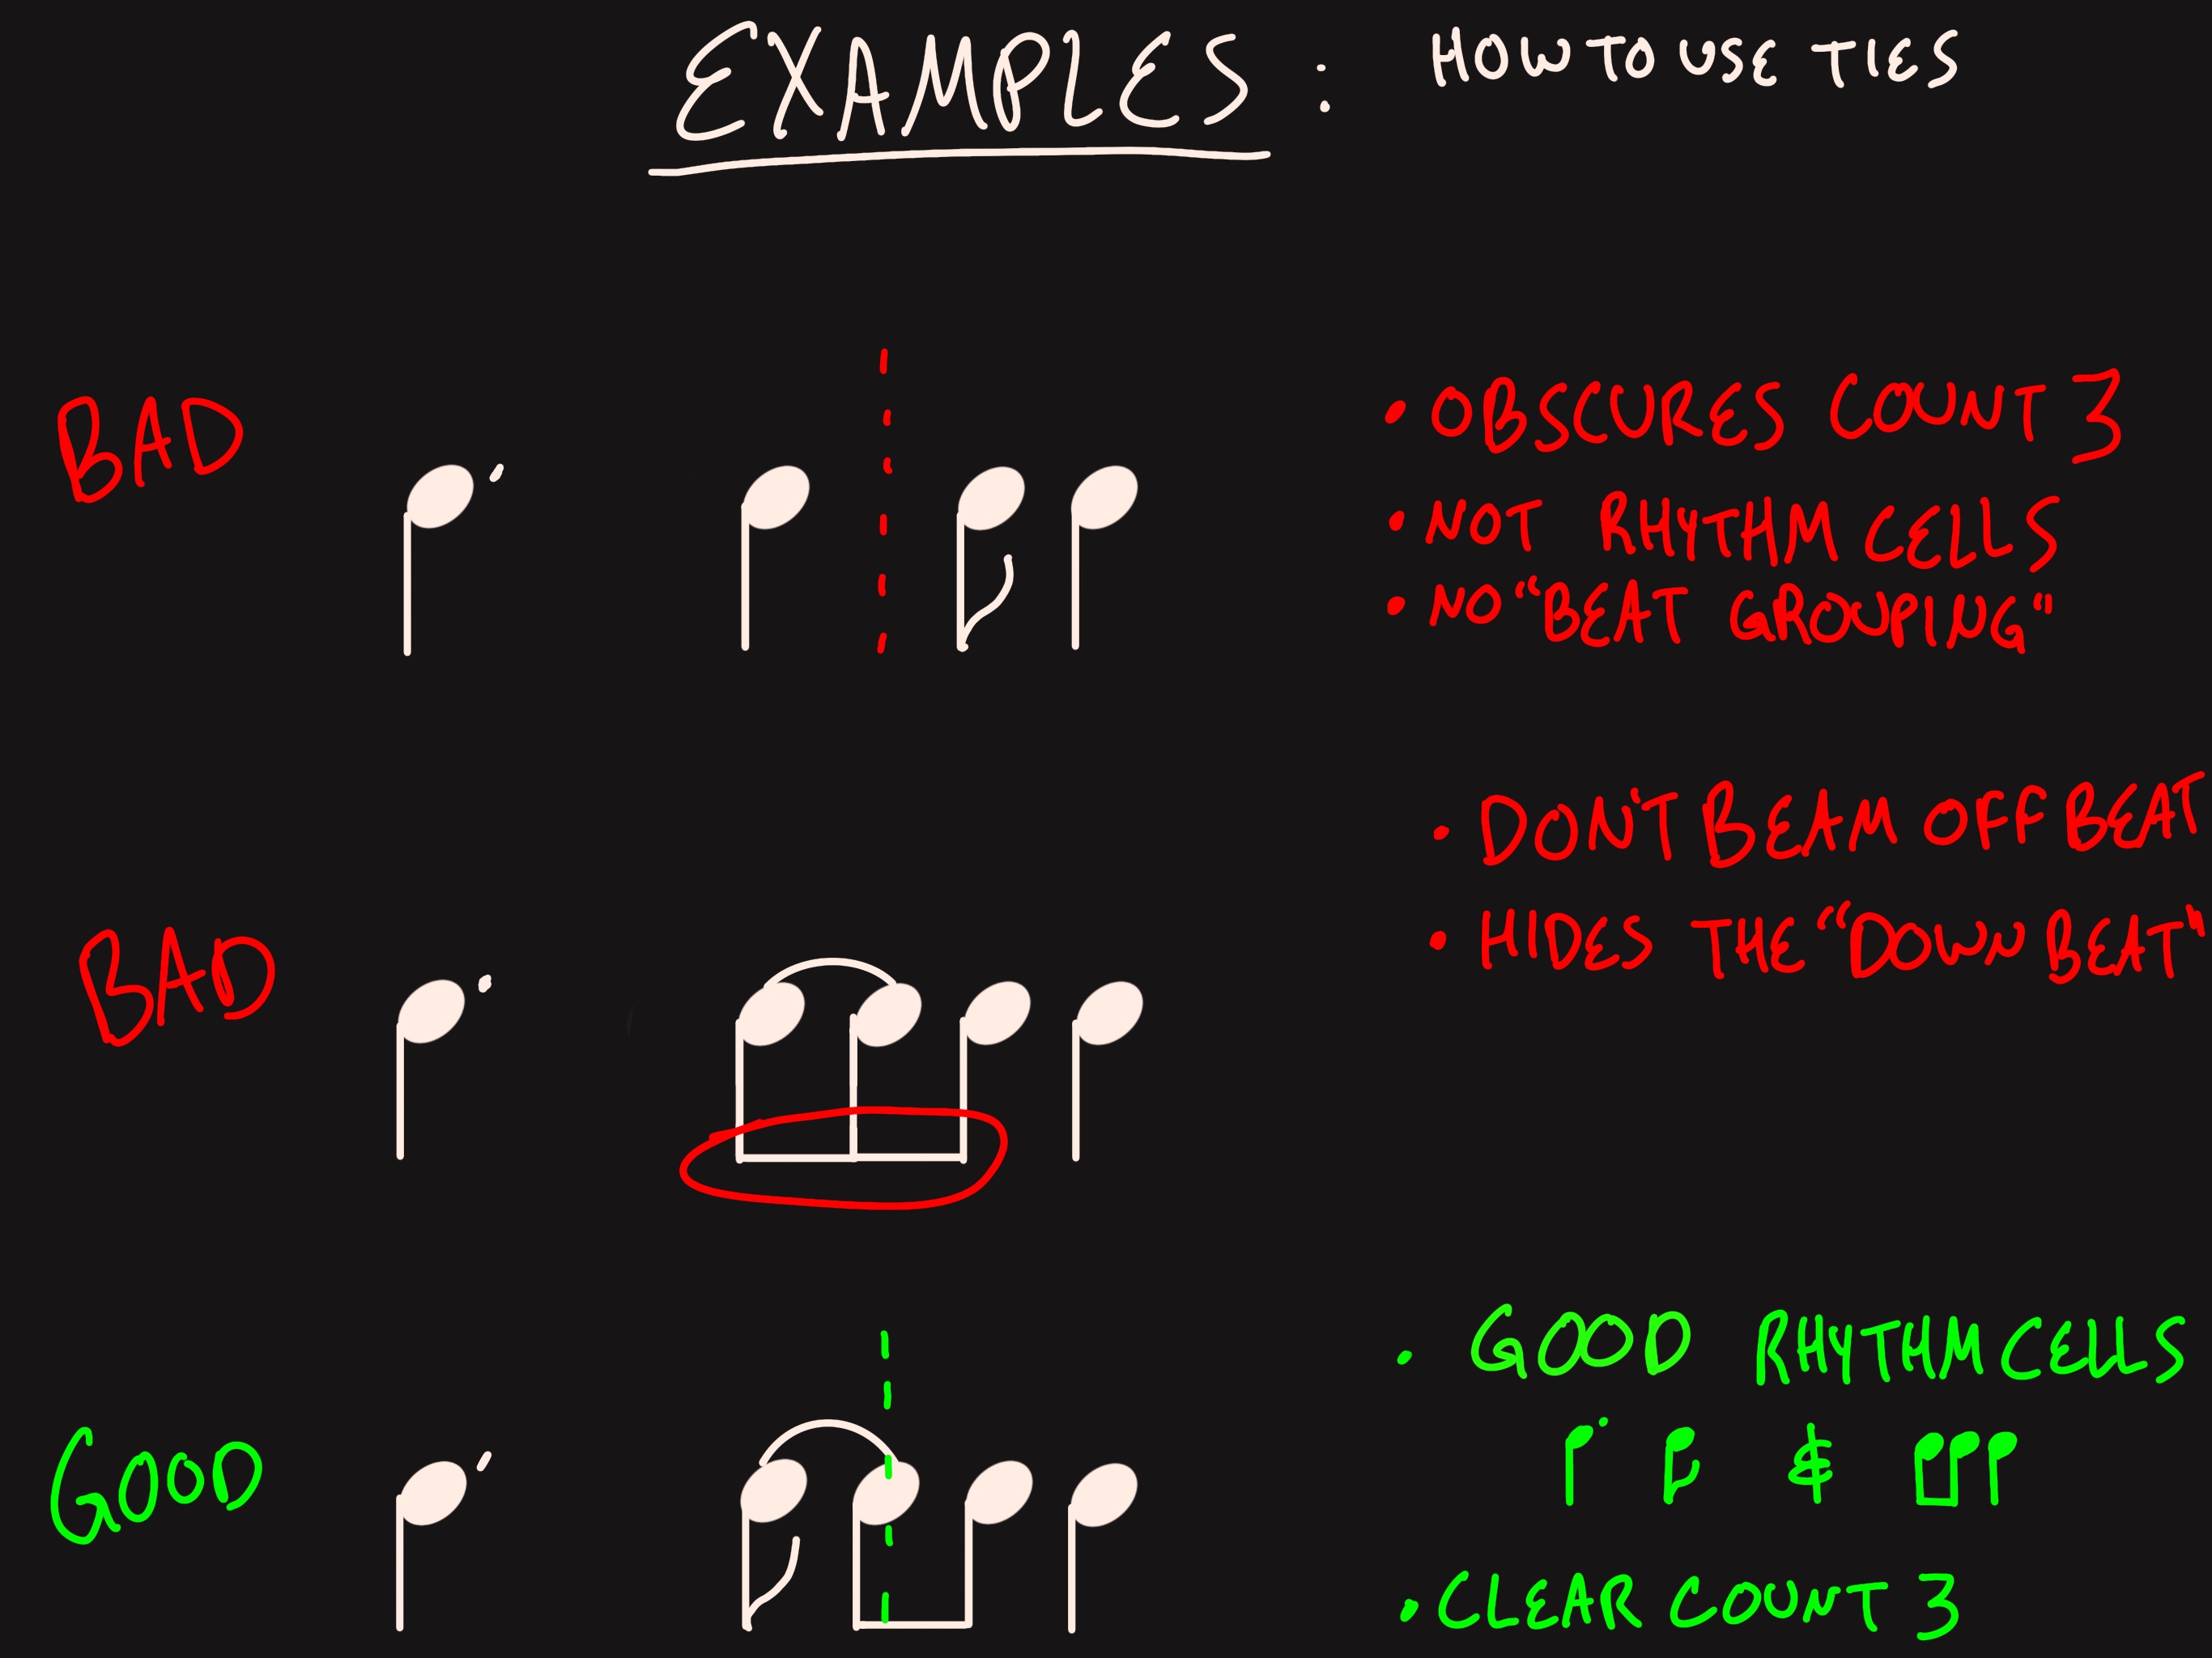 EXAMPLES: HOW TO USE TIES
BAD
• OBSCURES COUNT 3
• NOT RHYTHM CELLS
• NO "BEAT GROUPING"
BAD
• DON'T BEAM OFF BEAT
• HIDES THE "DOWN BEAT"
GOOD
• GOOD RHYTHM CELLS
&
• CLEAR COUNT 3